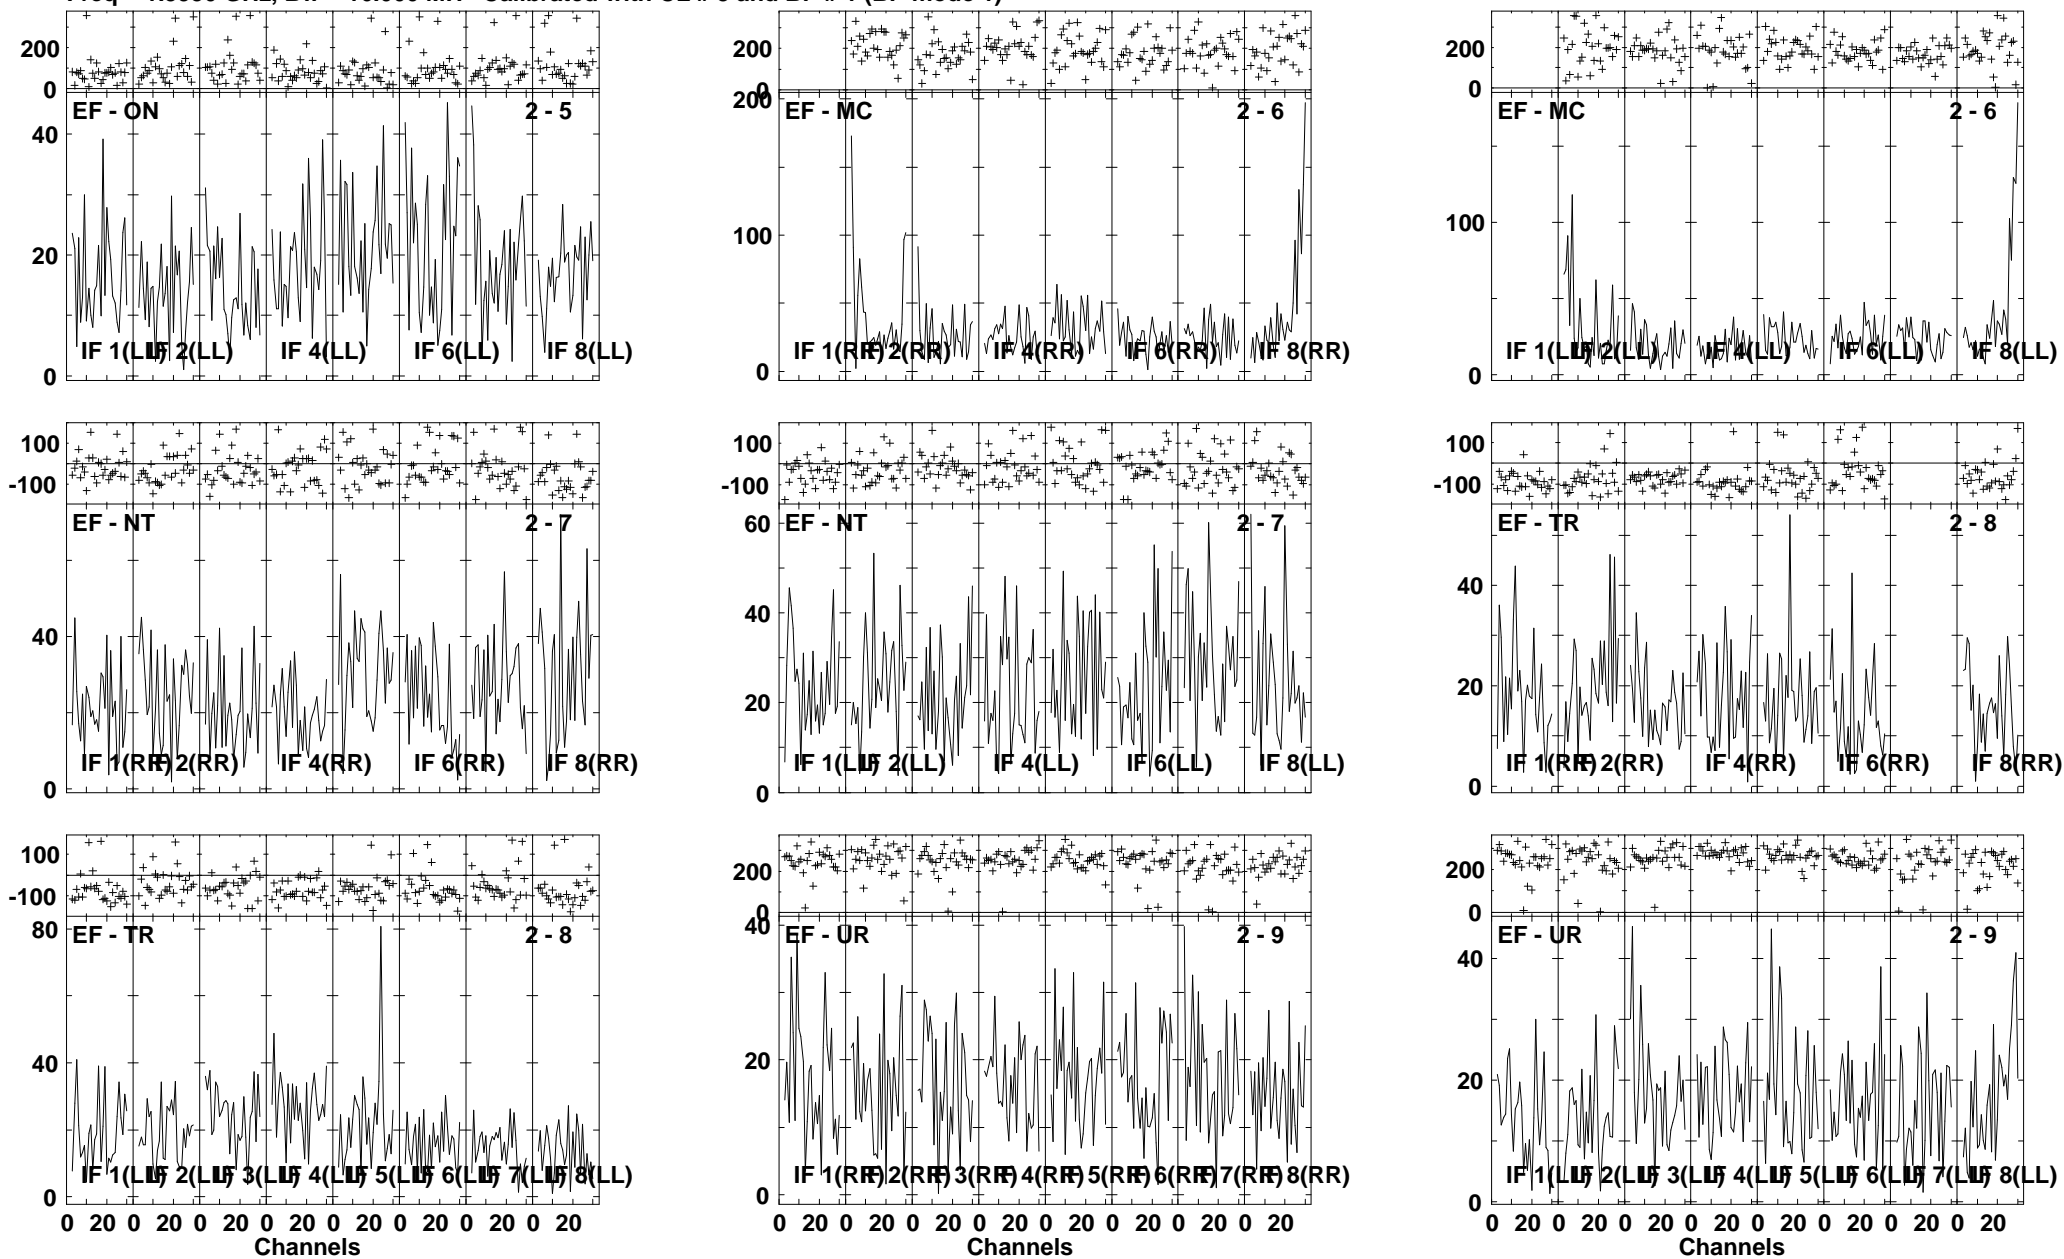 200
0
EF - ON 2 - 5
40
20
0
IF 1(LL) IF 2(LL) IF 4(LL) IF 6(LL) IF 8(LL)
200
0
EF - MC 2 - 6
200
100
0
IF 1(RR) IF 2(RR) IF 4(RR) IF 6(RR) IF 8(RR)
200
0
EF - MC 2 - 6
100
0
IF 1(LL) IF 2(LL) IF 4(LL) IF 6(LL) IF 8(LL)
100
-100
EF - NT 2 - 7
40
0
IF 1(RR) IF 2(RR) IF 4(RR) IF 6(RR) IF 8(RR)
100
-100
EF - NT 2 - 7
60
40
20
0
IF 1(LL) IF 2(LL) IF 4(LL) IF 6(LL) IF 8(LL)
100
-100
EF - TR 2 - 8
40
20
0
IF 1(RR) IF 2(RR) IF 4(RR) IF 6(RR) IF 8(RR)
100
-100
EF - TR 2 - 8
80
40
0
IF 1(LL) IF 2(LL) IF 3(LL) IF 4(LL) IF 5(LL) IF 6(LL) IF 7(LL) IF 8(LL)
0 20 0 20 0 20 0 20 0 20 0 20 0 20 0 20
Channels
200
0
EF - UR 2 - 9
40
20
0
IF 1(RR) IF 2(RR) IF 3(RR) IF 4(RR) IF 5(RR) IF 6(RR) IF 7(RR) IF 8(RR)
0 20 0 20 0 20 0 20 0 20 0 20 0 20 0 20
Channels
200
0
EF - UR 2 - 9
40
20
0
IF 1(LL) IF 2(LL) IF 3(LL) IF 4(LL) IF 5(LL) IF 6(LL) IF 7(LL) IF 8(LL)
0 20 0 20 0 20 0 20 0 20 0 20 0 20 0 20
Channels